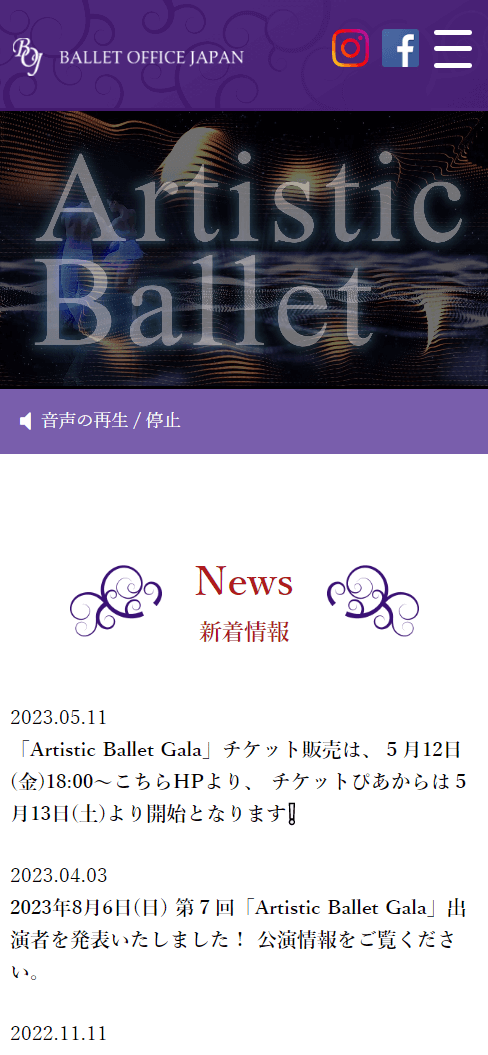 BOJ BALLET OFFICE JAPAN
Artistic
Ballet
音声の再生 / 停止
News
新着情報
2023.05.11
「Artistic Ballet Gala」チケット販売は、５月12日
(金)18:00〜こちらHPより、 チケットぴあからは５
月13日(土)より開始となります❕
2023.04.03
2023年8月6日(日) 第７回「Artistic Ballet Gala」出
演者を発表いたしました！ 公演情報をご覧くださ
い。
2022.11.11